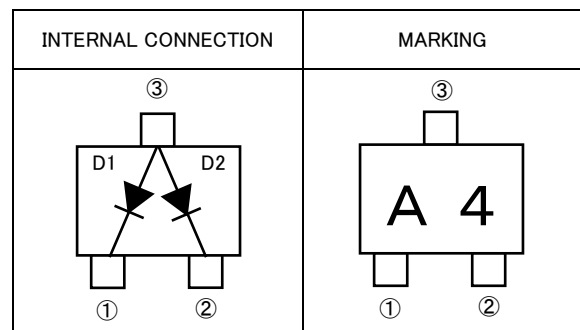 INTERNAL CONNECTION
MARKING
③
③
D1
D2
A 4
①
②
①
②